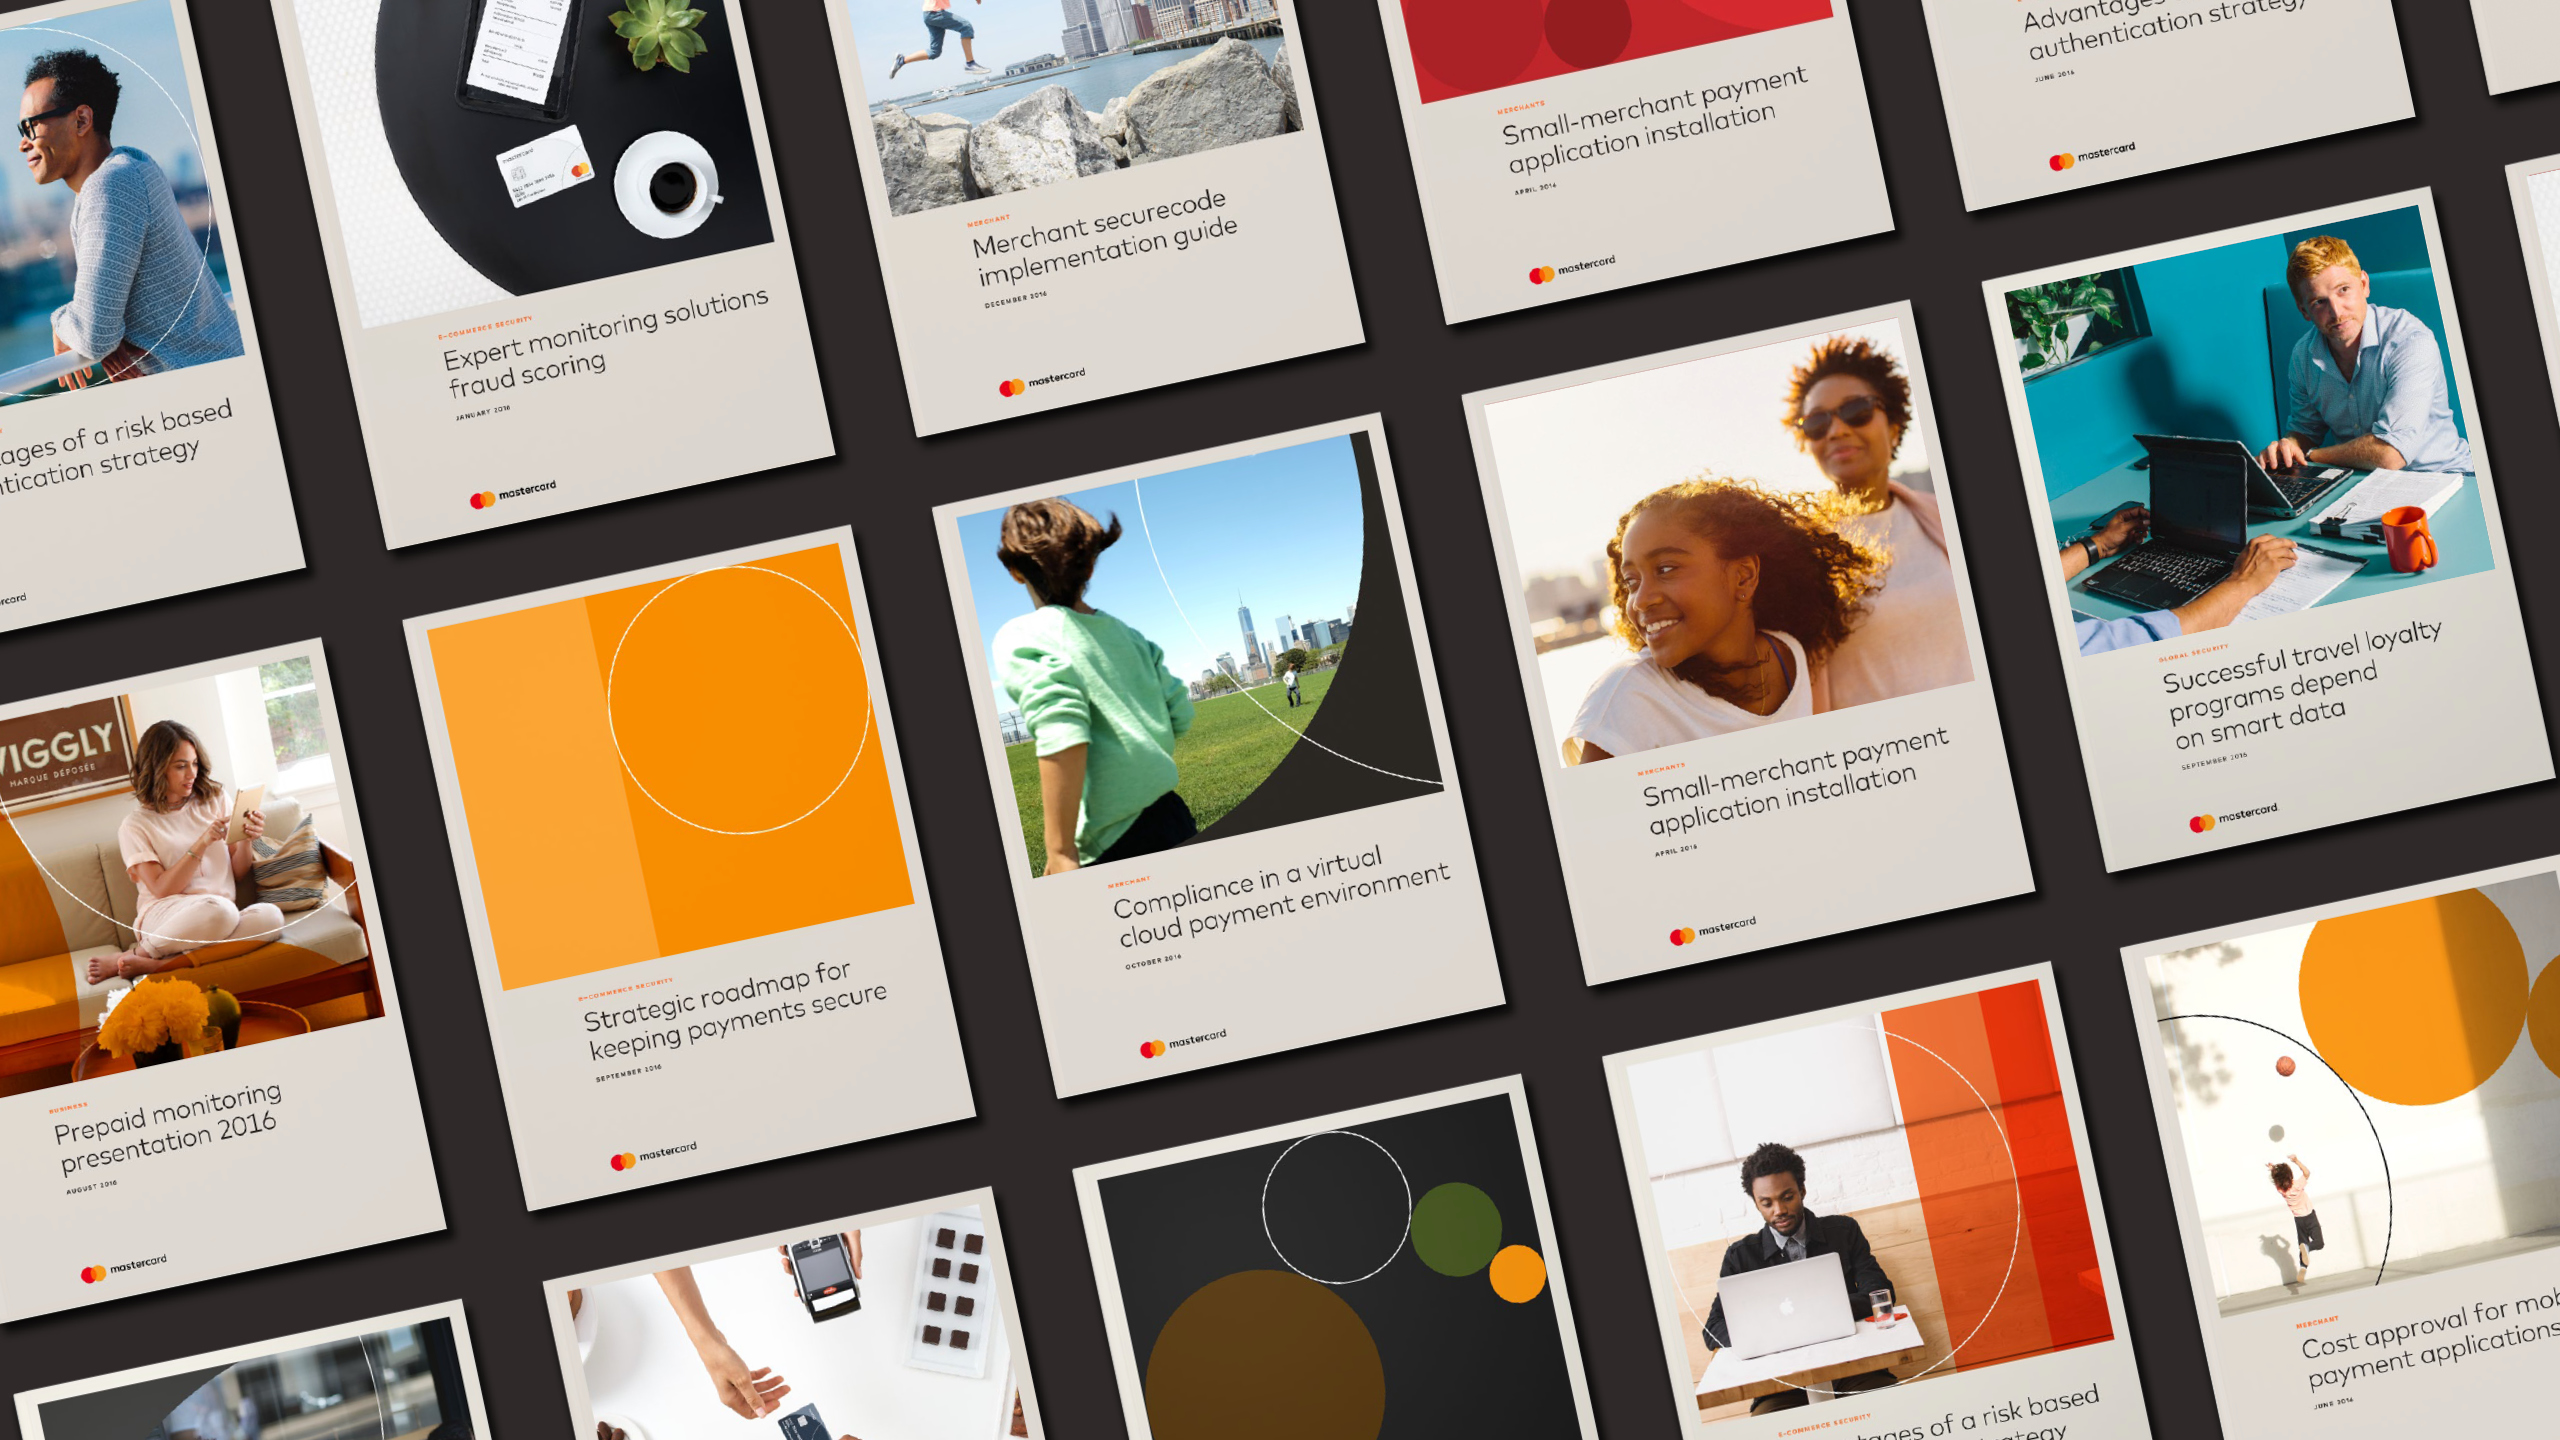 Advantages
authentication strategy
JUNE 2016
mastercard
MERCHANTS
Small-merchant payment
application installation
APRIL 2016
mastercard
MERCHANT
Merchant securecode
implementation guide
DECEMBER 2016
mastercard
mastercard
E-COMMERCE SECURITY
Expert monitoring solutions
fraud scoring
JANUARY 2016
mastercard
ages of a risk based
ntication strategy
rcard
GLOBAL SECURITY
Successful travel loyalty
programs depend
on smart data
SEPTEMBER 2016
mastercard
MERCHANTS
Small-merchant payment
application installation
APRIL 2016
mastercard
MERCHANT
Compliance in a virtual
cloud payment environment
OCTOBER 2016
mastercard
E-COMMERCE SECURITY
Strategic roadmap for
keeping payments secure
SEPTEMBER 2016
mastercard
WIGGLY
MARQUE DÉPOSÉE
BUSINESS
Prepaid monitoring
presentation 2016
AUGUST 2016
mastercard
MERCHANT
Cost approval for mob
payment applications
JUNE 2016
E-COMMERCE SECURITY
tages of a risk based
strategy